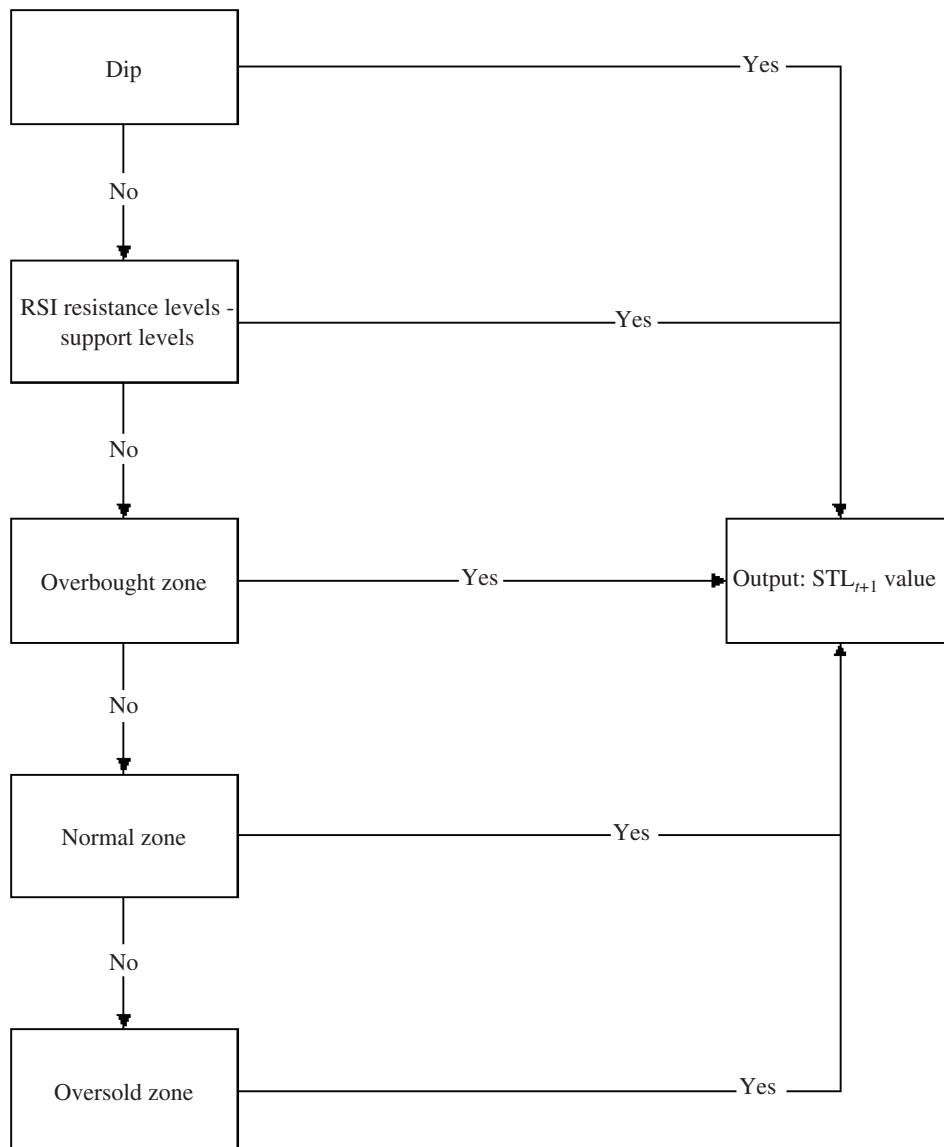 Dip
Yes
No
RSI resistance levels -
support levels
Yes
No
Overbought zone
Yes
Output: STLt+1 value
No
Normal zone
Yes
No
Oversold zone
Yes